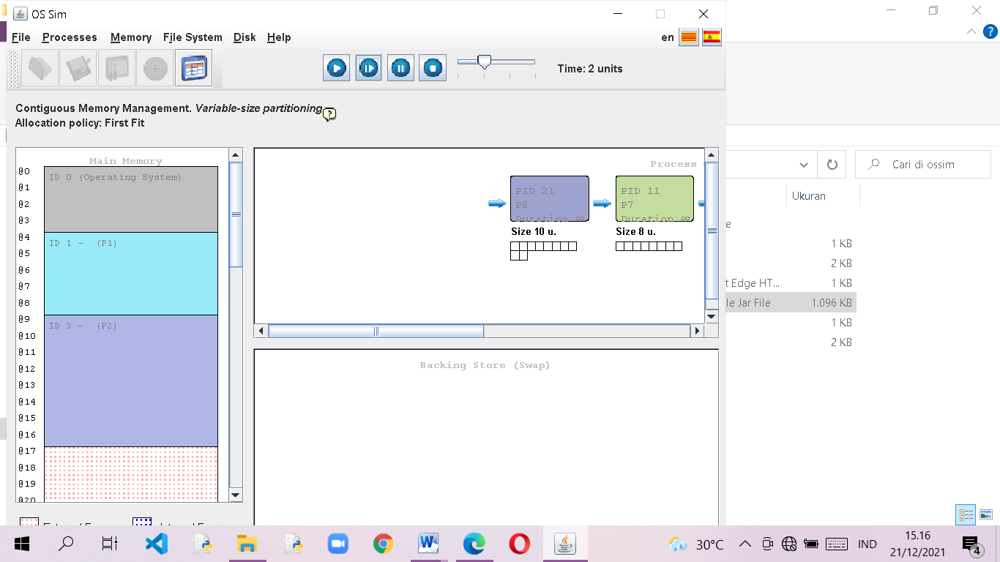 OS Sim
File Processes Memory File System Disk Help
en
Time: 2 units
Contiguous Memory Management. Variable-size partitioning
Allocation policy: First Fit
Main Memory
@0
ID 0 (Operating System)
@1
@2
@3
@4
ID 1 - (P1)
@5
@6
@7
@8
@9
ID 3 - (P2)
@10
@11
@12
@13
@14
@15
@16
@17
@18
@19
@20
Process
PID 21
P8
Duration ∞
Size 10 u.
PID 11
P7
Duration ∞
Size 8 u.
Backing Store (Swap)
Cari di ossim
Ukuran
e
1 KB
2 KB
t Edge HT... 1 KB
le Jar File 1.096 KB
1 KB
2 KB
30°C
IND
15.16
21/12/2021
4